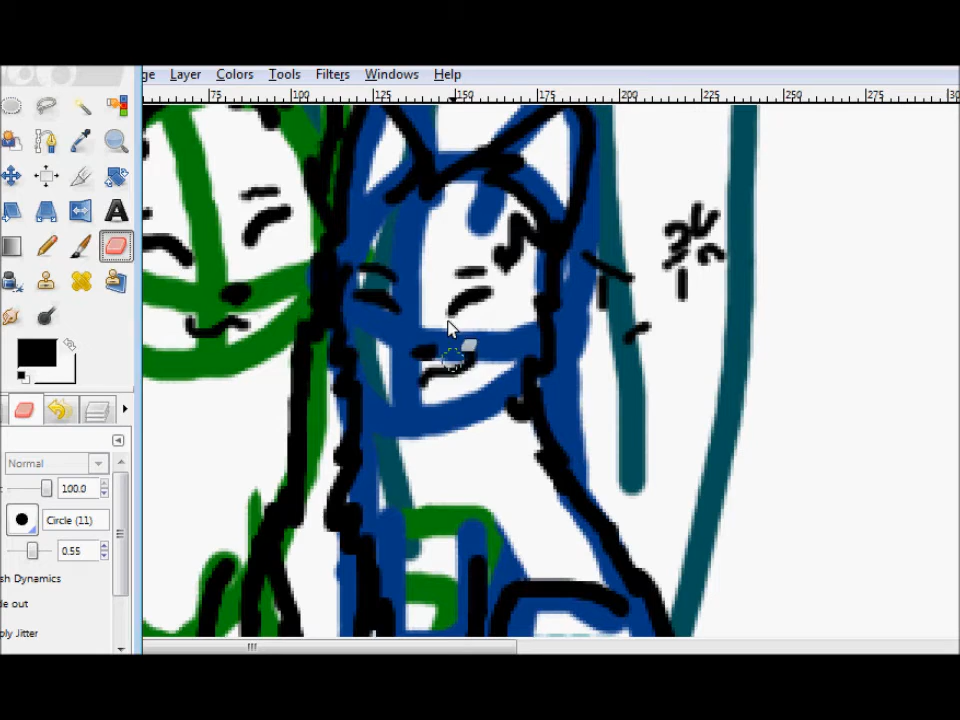 ge Layer Colors Tools Filters Windows Help
75 100 125 150 175 200 225 250 275 30
A
Normal
100.0
Circle (11)
0.55
sh Dynamics
de out
ply Jitter